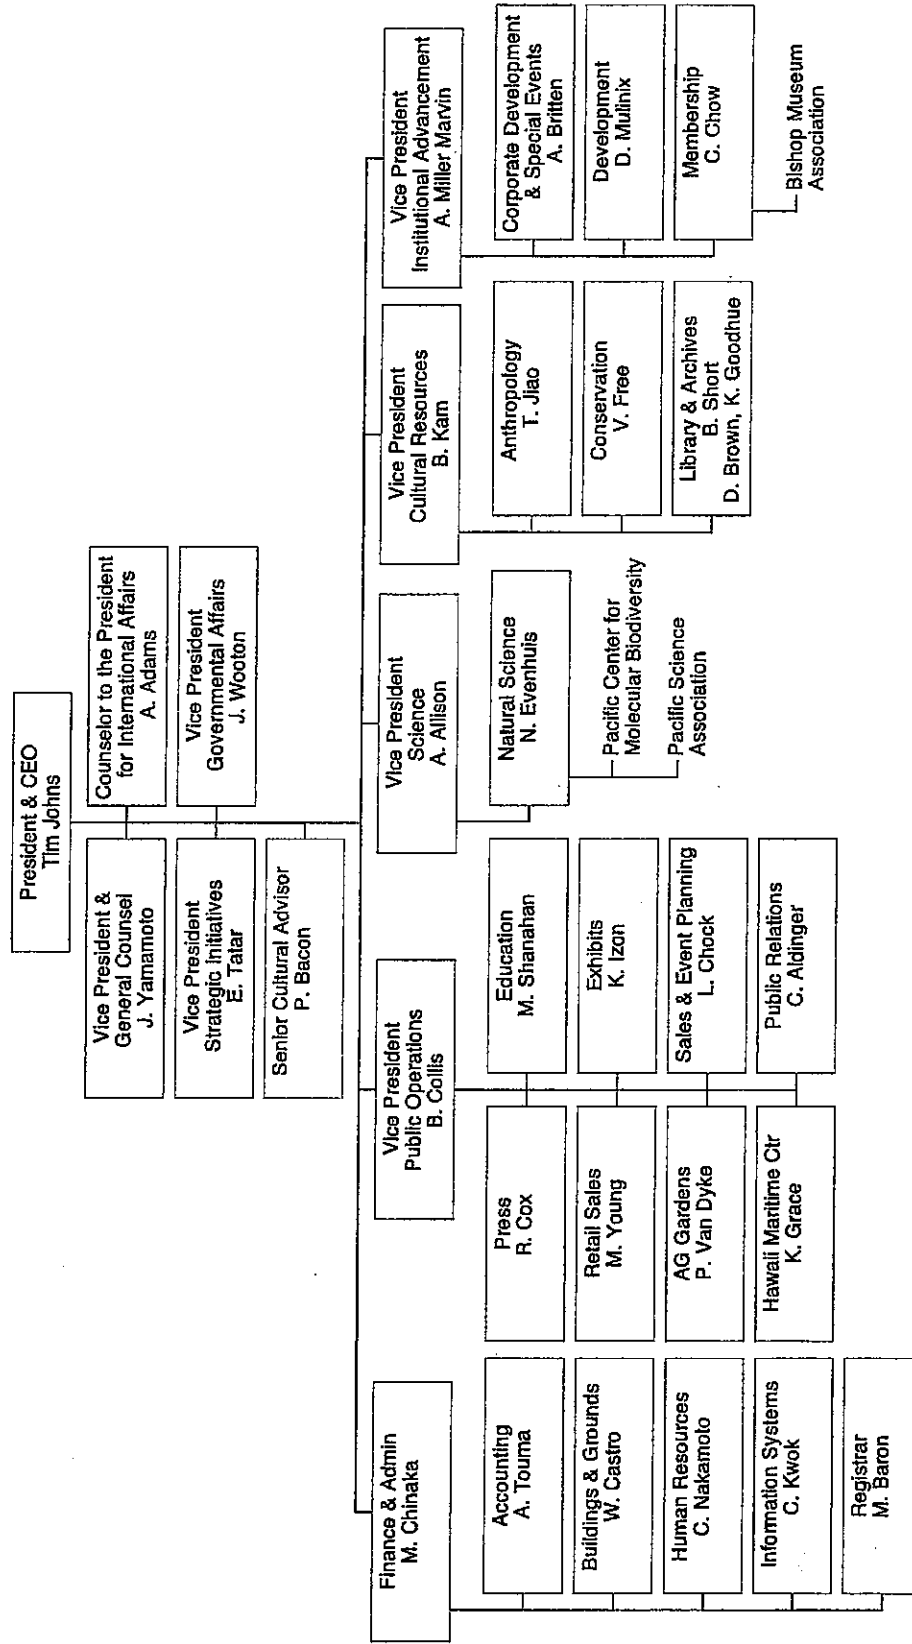 President & CEO
Tim Johns
Vice President &
General Counsel
J. Yamamoto
Counselor to the President
for International Affairs
A. Adams
Vice President
Strategic Initiatives
E. Tatar
Vice President
Governmental Affairs
J. Wooton
Senior Cultural Advisor
P. Bacon
Finance & Admin
M. Chinaka
Accounting
A. Touma
Buildings & Grounds
W. Castro
Human Resources
C. Nakamoto
Information Systems
C. Kwok
Registrar
M. Baron
Vice President
Public Operations
B. Collis
Press
R. Cox
Education
M. Shanahan
Retail Sales
M. Young
Exhibits
K. Izon
AG Gardens
P. Van Dyke
Sales & Event Planning
L. Chock
Hawaii Maritime Ctr
K. Grace
Public Relations
C. Aldinger
Vice President
Science
A. Allison
Natural Science
N. Evenhuis
Pacific Center for
Molecular Biodiversity
Pacific Science
Association
Vice President
Cultural Resources
B. Kam
Anthropology
T. Jiao
Conservation
V. Free
Library & Archives
B. Short
D. Brown, K. Goodhue
Vice President
Institutional Advancement
A. Miller Marvin
Corporate Development
& Special Events
A. Britten
Development
D. Mulinix
Membership
C. Chow
Bishop Museum
Association